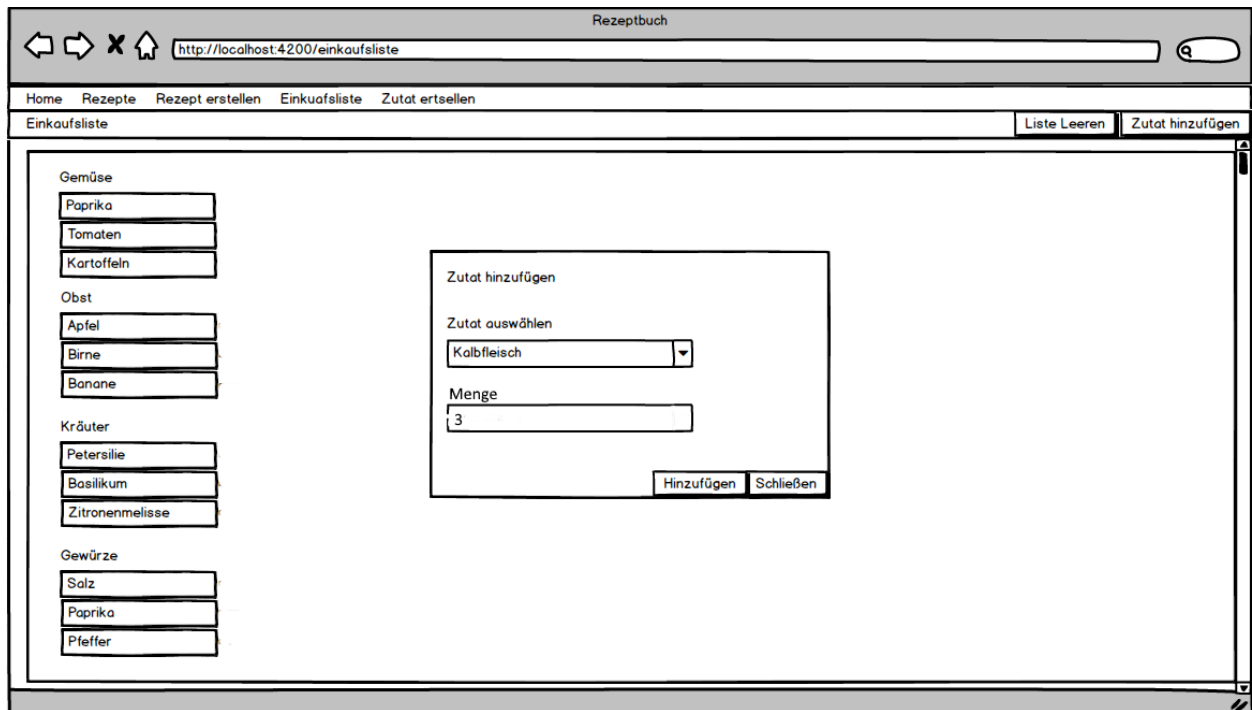 Rezeptbuch
http://localhost:4200/einkaufsliste
Home Rezepte Rezept erstellen Einkuafsliste Zutat ertsellen
Einkaufsliste Liste Leeren Zutat hinzufügen
Gemüse
Paprika
Tomaten
Kartoffeln
Obst
Apfel
Birne
Banane
Kräuter
Petersilie
Basilikum
Zitronenmelisse
Gewürze
Salz
Paprika
Pfeffer
Zutat hinzufügen
Zutat auswählen
Kalbfleisch
Menge
3
Hinzufügen Schließen